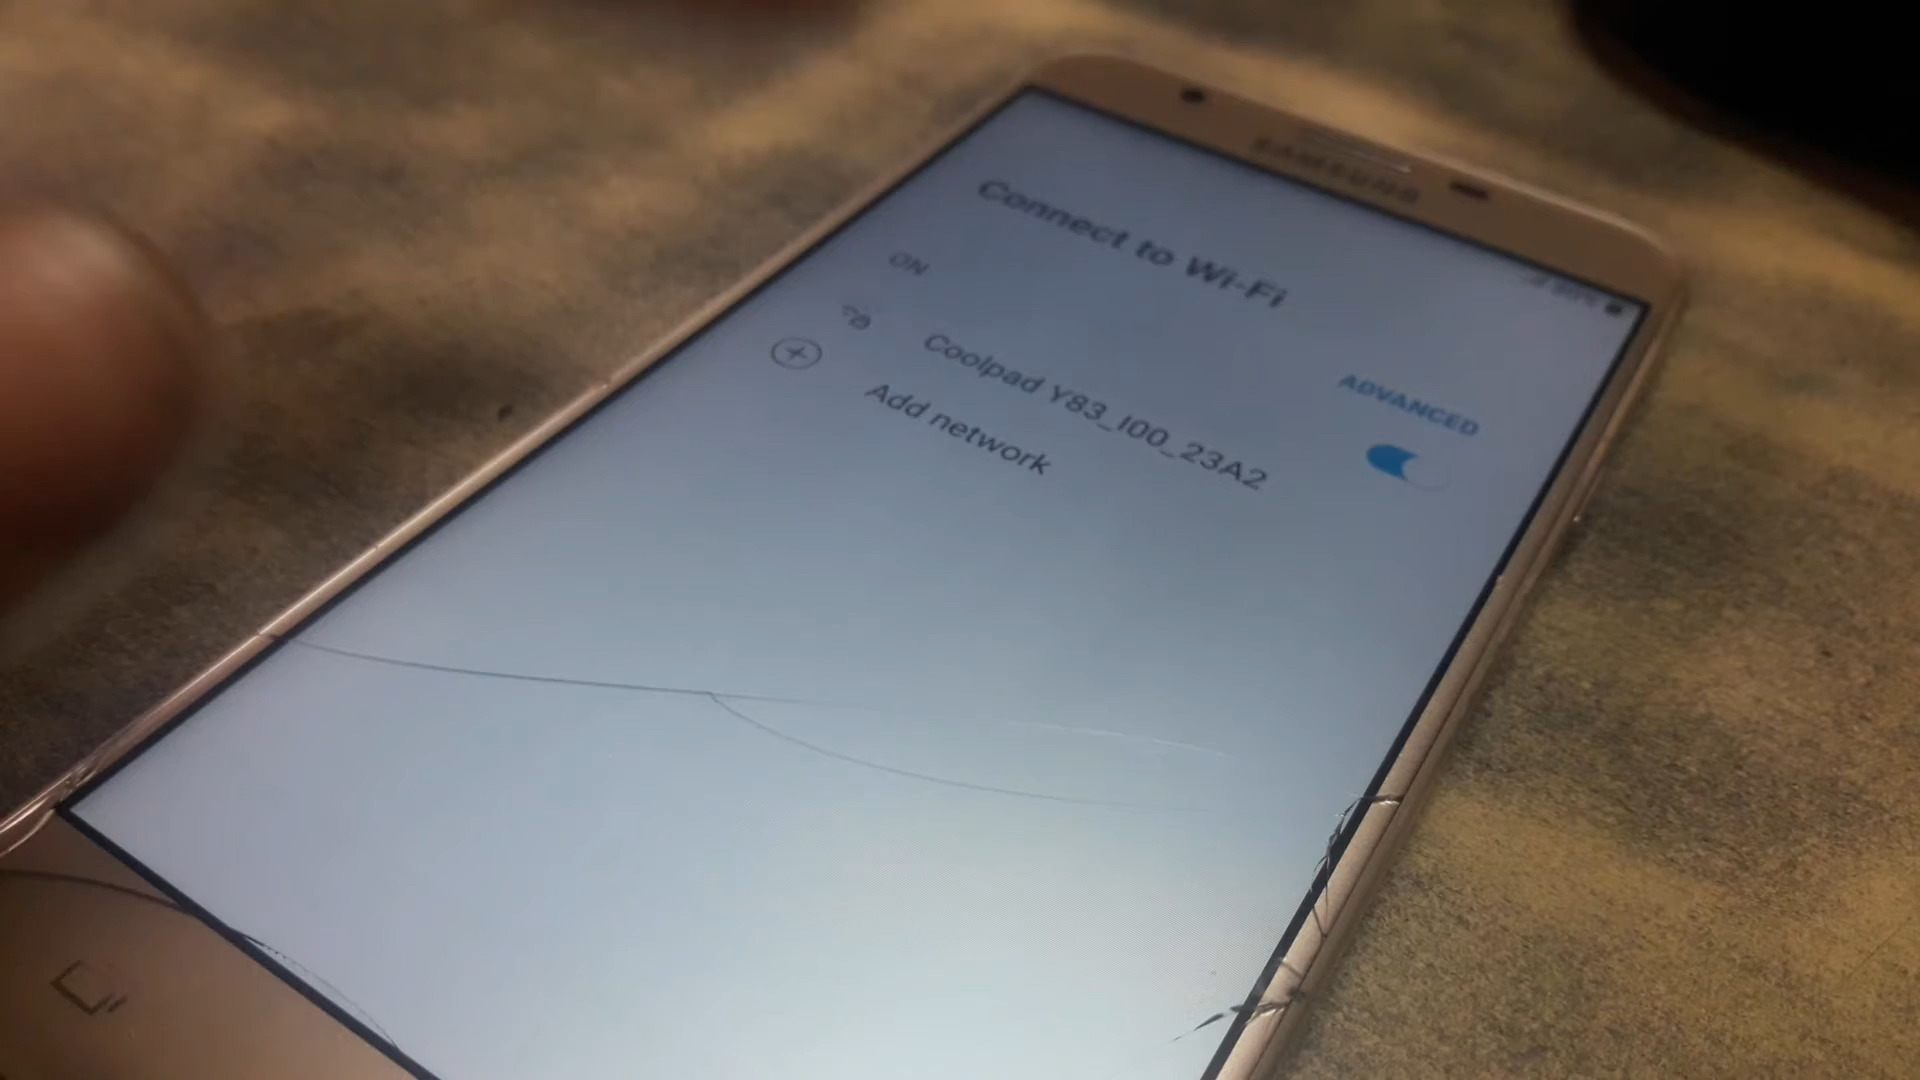 SAMSUNG
Connect to Wi-Fi
ADVANCED
ON
Coolpad Y83_I00_23A2
Add network